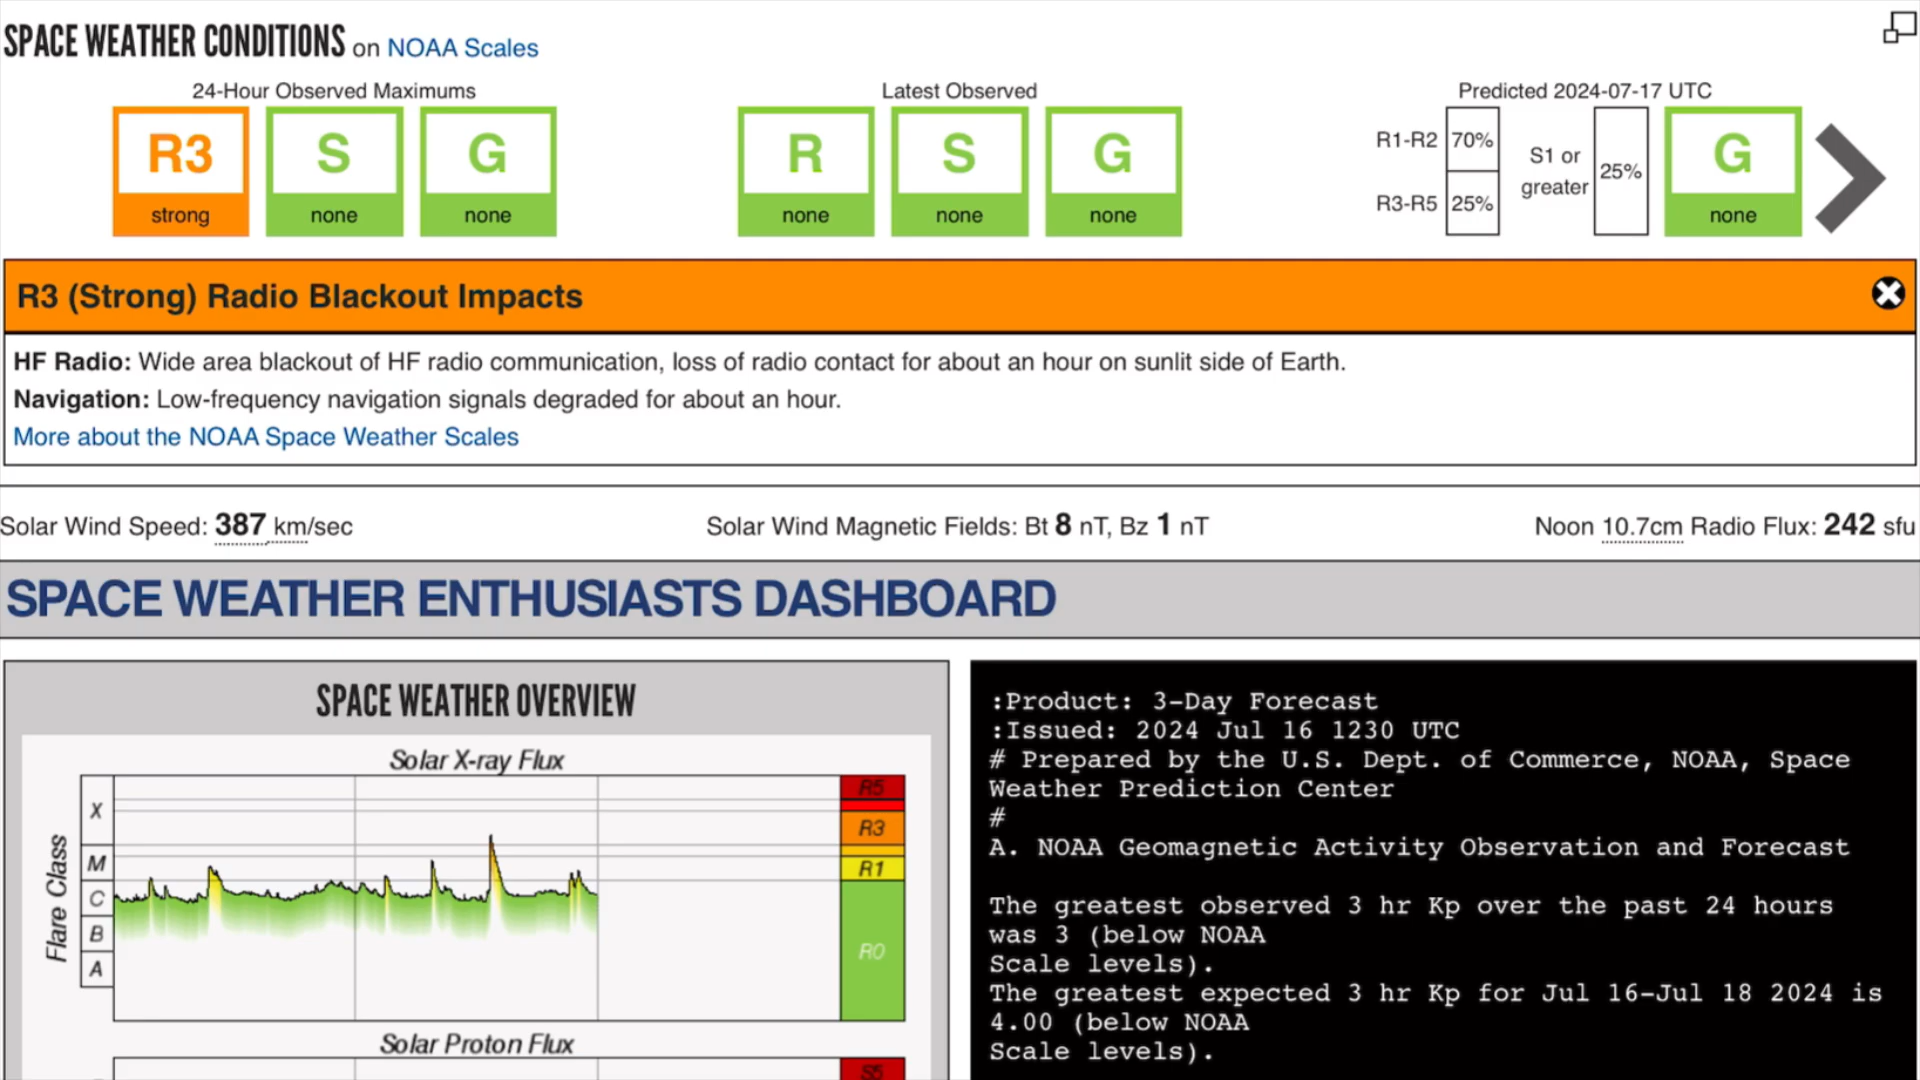 SPACE WEATHER CONDITIONS on NOAA Scales
24-Hour Observed Maximums
R3
strong
S
none
G
none
Latest Observed
R
none
S
none
G
none
Predicted 2024-07-17 UTC
R1-R2 70%
R3-R5 25%
S1 or
greater
25%
G
none
R3 (Strong) Radio Blackout Impacts
HF Radio: Wide area blackout of HF radio communication, loss of radio contact for about an hour on sunlit side of Earth.
Navigation: Low-frequency navigation signals degraded for about an hour.
More about the NOAA Space Weather Scales
Solar Wind Speed: 387 km/sec
Solar Wind Magnetic Fields: Bt 8 nT, Bz 1 nT
Noon 10.7cm Radio Flux: 242 sfu
SPACE WEATHER ENTHUSIASTS DASHBOARD
SPACE WEATHER OVERVIEW
Solar X-ray Flux
Flare Class
X
M
C
B
A
R5
R3
R1
R0
Solar Proton Flux
S5
:Product: 3-Day Forecast
:Issued: 2024 Jul 16 1230 UTC
# Prepared by the U.S. Dept. of Commerce, NOAA, Space
Weather Prediction Center
#
A. NOAA Geomagnetic Activity Observation and Forecast
The greatest observed 3 hr Kp over the past 24 hours
was 3 (below NOAA
Scale levels).
The greatest expected 3 hr Kp for Jul 16-Jul 18 2024 is
4.00 (below NOAA
Scale levels).